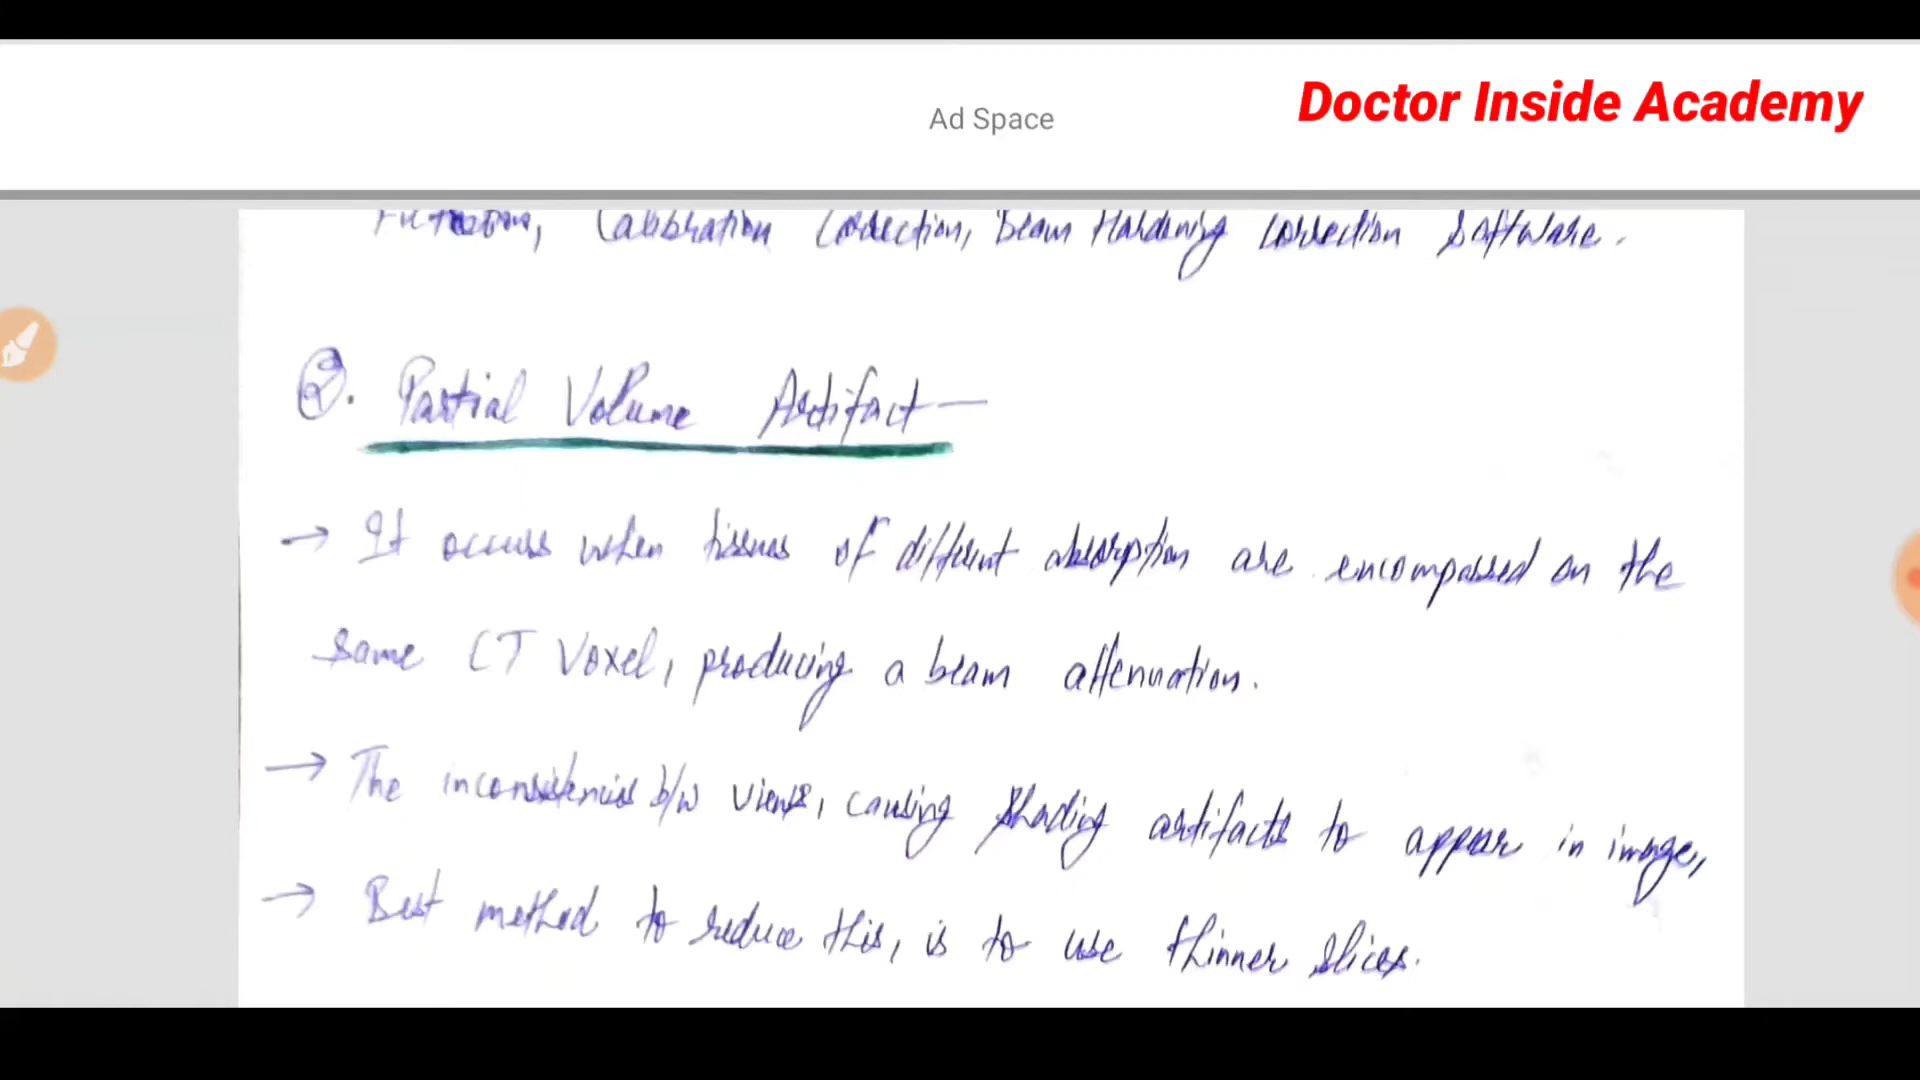 Doctor Inside Academy
Ad Space
Filtration, Calibration Correction, Beam Hardening Correction Software.
2. Partial Volume Artifact —
→ It occurs when tissues of different absorption are encompassed on the
same CT Voxel, producing a beam attenuation.
→ The inconsistencies b/w views, causing shading artifacts to appear in image,
→ Best method to reduce this, is to use thinner slices.